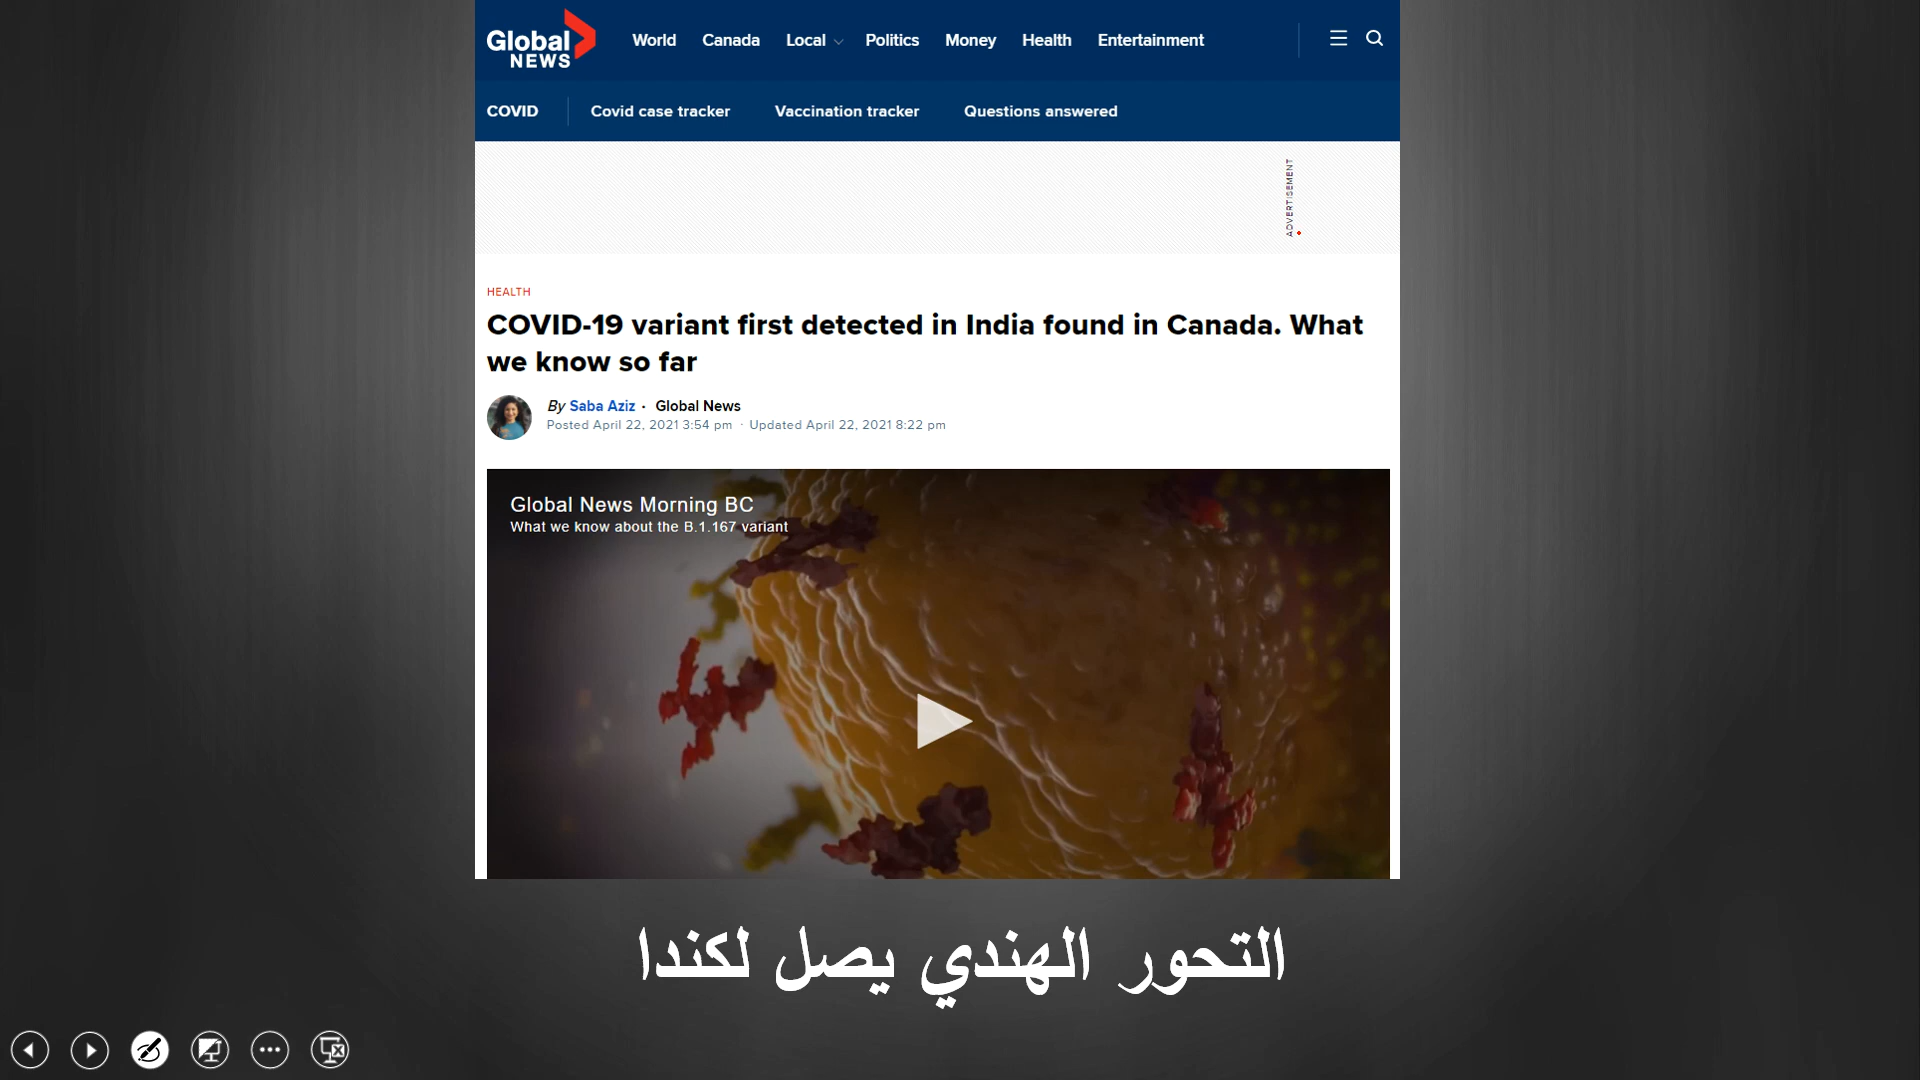 Global NEWS
World Canada Local Politics Money Health Entertainment
COVID Covid case tracker Vaccination tracker Questions answered
ADVERTISEMENT
HEALTH
COVID-19 variant first detected in India found in Canada. What
we know so far
By Saba Aziz · Global News
Posted April 22, 2021 3:54 pm · Updated April 22, 2021 8:22 pm
Global News Morning BC
What we know about the B.1.167 variant
التحور الهندي يصل لكندا